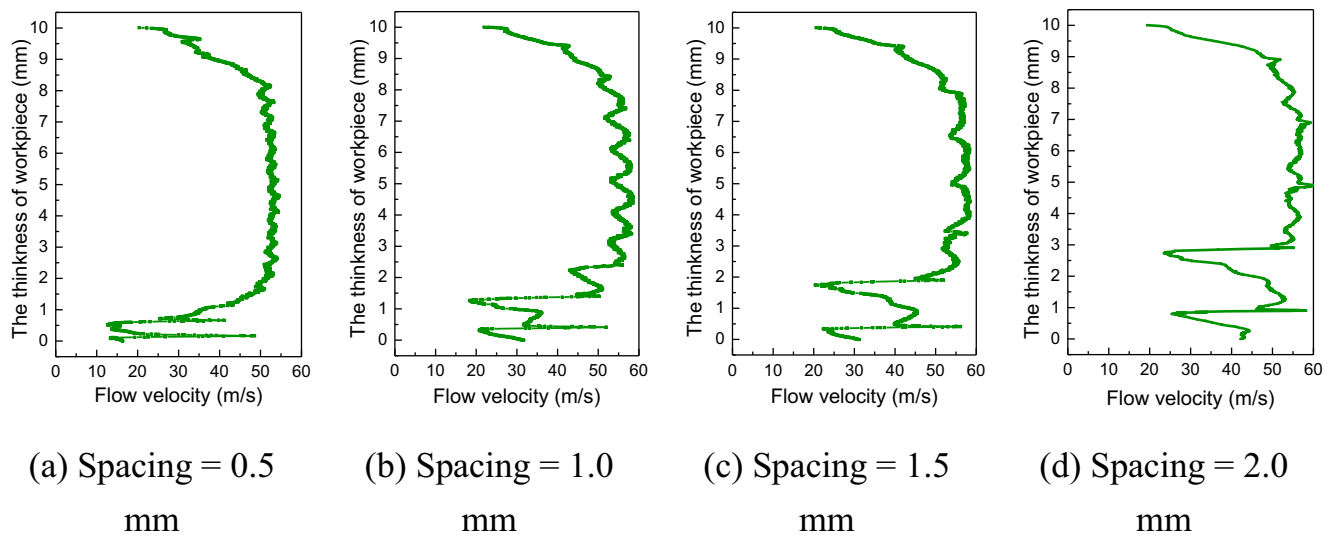 The thinkness of workpiece (mm)
10
9
8
7
6
5
4
3
2
1
0
0 10 20 30 40 50 60
Flow velocity (m/s)
(a) Spacing = 0.5
mm
The thinkness of workpiece (mm)
10
9
8
7
6
5
4
3
2
1
0
0 10 20 30 40 50 60
Flow velocity (m/s)
(b) Spacing = 1.0
mm
The thinkness of workpiece (mm)
10
9
8
7
6
5
4
3
2
1
0
0 10 20 30 40 50 60
Flow velocity (m/s)
(c) Spacing = 1.5
mm
The thinkness of workpiece (mm)
10
9
8
7
6
5
4
3
2
1
0
0 10 20 30 40 50 60
Flow velocity (m/s)
(d) Spacing = 2.0
mm